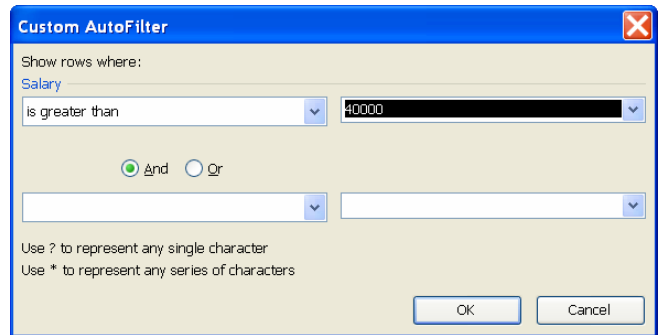 Custom AutoFilter
Show rows where:
Salary
is greater than 40000
And Or
Use ? to represent any single character
Use * to represent any series of characters
OK Cancel